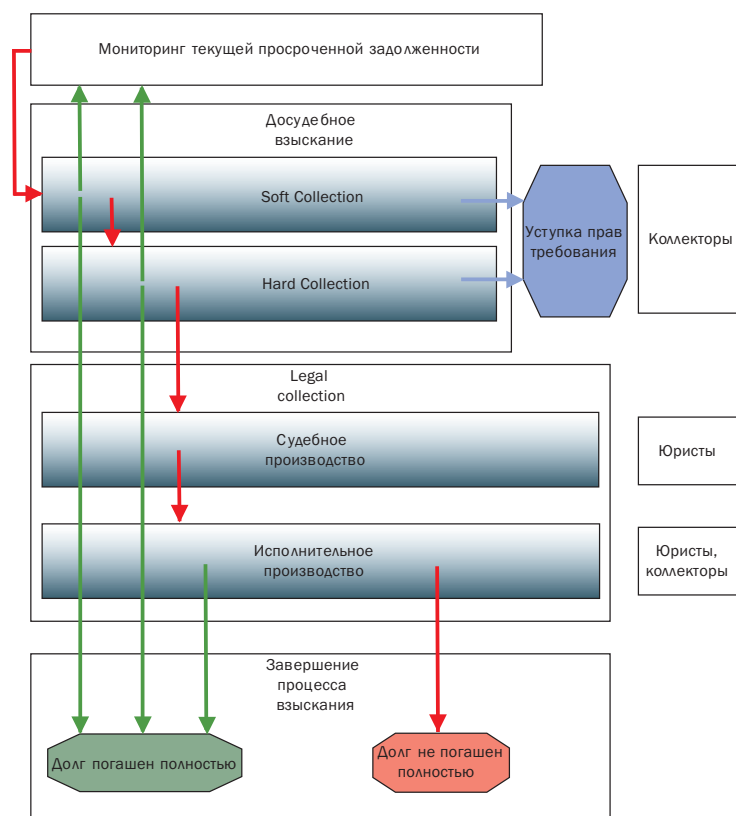 Мониторинг текущей просроченной задолженности
Досудебное
взыскание
Soft Collection
Hard Collection
Уступка прав
требования
Коллекторы
Legal
collection
Судебное
производство
Юристы
Исполнительное
производство
Юристы,
коллекторы
Завершение
процесса
взыскания
Долг погашен полностью
Долг не погашен
полностью